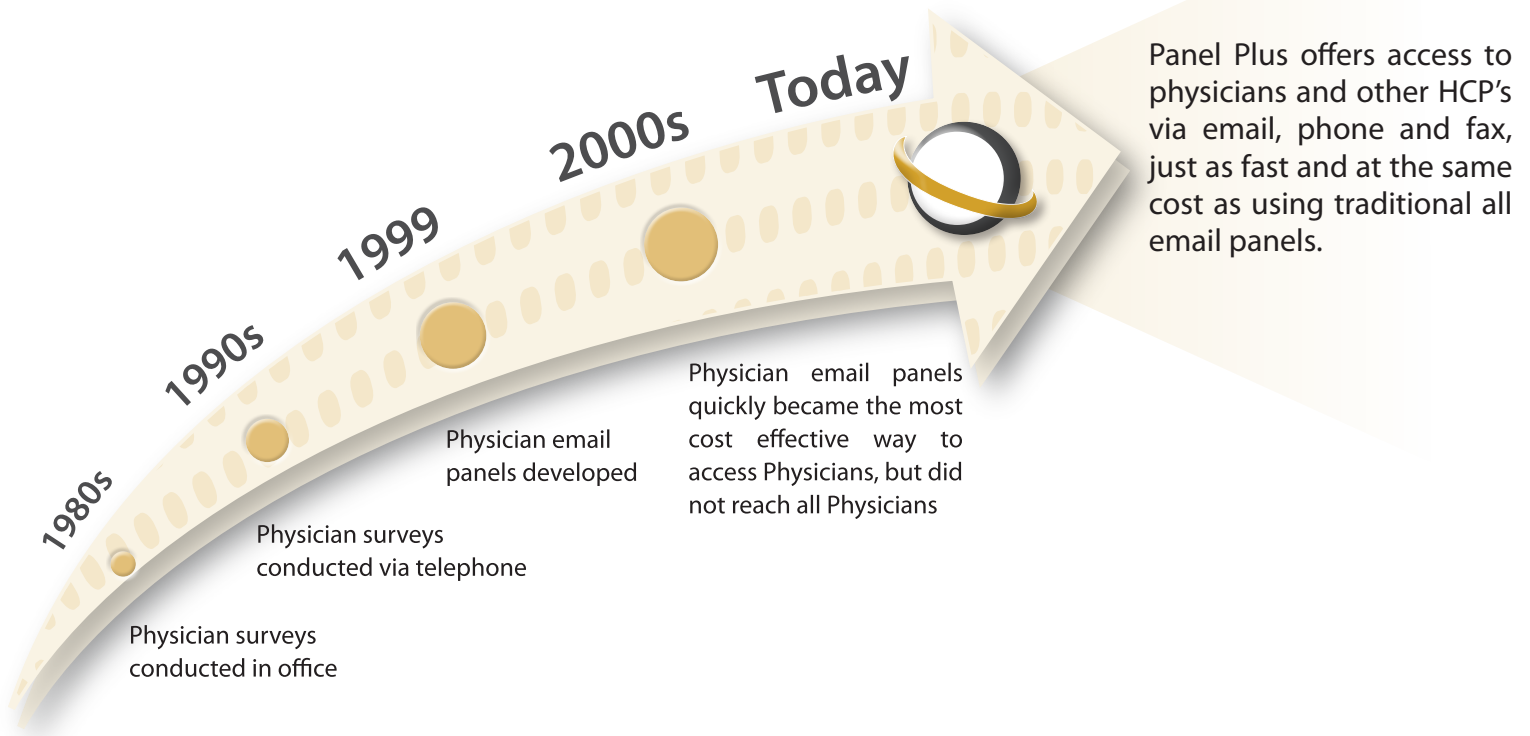 1980s
Physician surveys
conducted in office
1990s
Physician surveys
conducted via telephone
1999
Physician email
panels developed
2000s
Physician email panels
quickly became the most
cost effective way to
access Physicians, but did
not reach all Physicians
Today
Panel Plus offers access to
physicians and other HCP's
via email, phone and fax,
just as fast and at the same
cost as using traditional all
email panels.